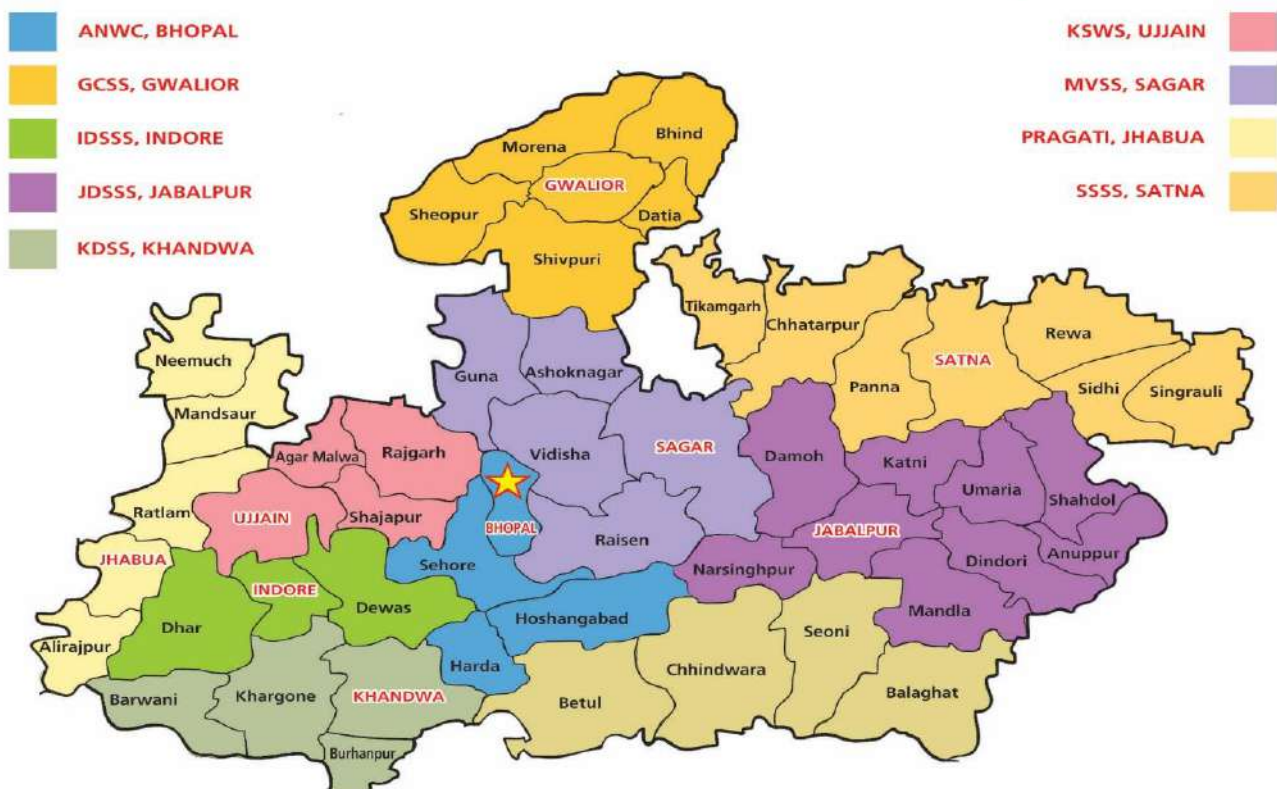 ANWC, BHOPAL
GCSS, GWALIOR
IDSSS, INDORE
JDSSS, JABALPUR
KDSS, KHANDWA
KSWS, UJJAIN
MVSS, SAGAR
PRAGATI, JHABUA
SSSS, SATNA
Bhind
Morena
GWALIOR
Sheopur
Datia
Shivpuri
Tikamgarh
Chhatarpur
Rewa
Neemuch
Guna
Ashoknagar
Panna
SATNA
Sidhi
Singrauli
Mandsaur
Agar Malwa
Rajgarh
Vidisha
SAGAR
Damoh
Katni
Umaria
Shahdol
Ratlam
UJJAIN
Shajapur
BHOPAL
Raisen
JABALPUR
JHABUA
INDORE
Sehore
Narsinghpur
Dindori
Anuppur
Dhar
Dewas
Hoshangabad
Mandla
Alirajpur
Harda
Seoni
Barwani
Khargone
KHANDWA
Betul
Chhindwara
Balaghat
Burhanpur